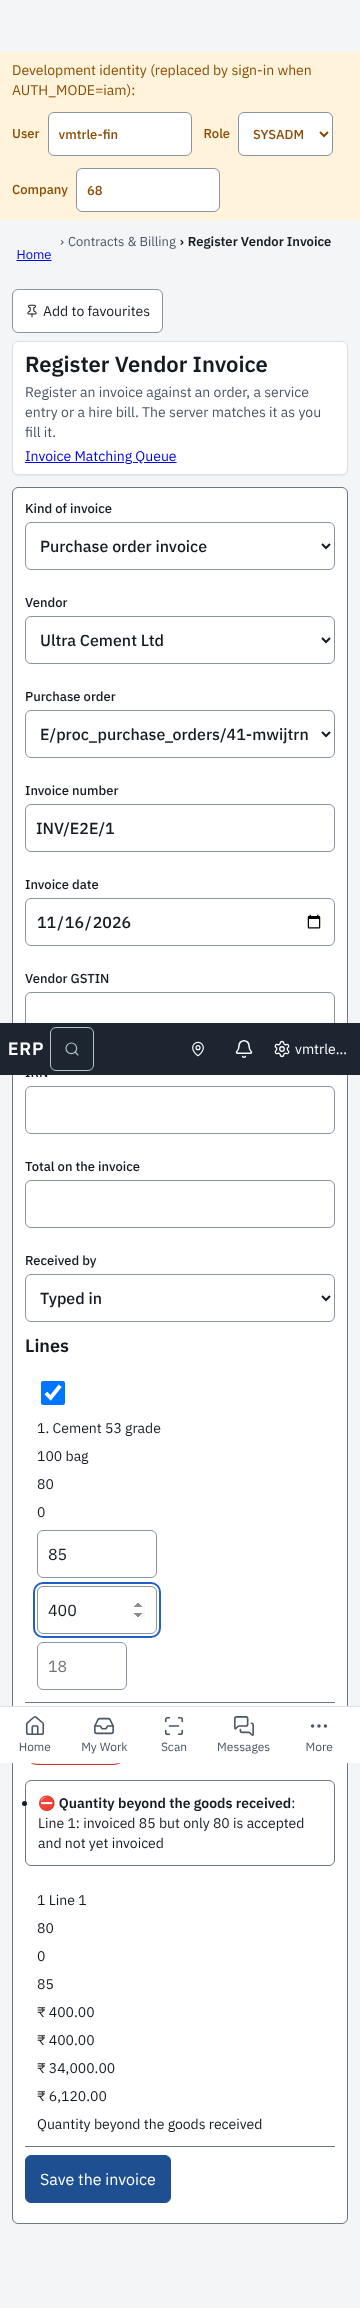 Development identity (replaced by sign-in when
AUTH_MODE=iam):
User vmtrle-fin Role SYSADM
Company 68
Home › Contracts & Billing › Register Vendor Invoice
Add to favourites
Register Vendor Invoice
Register an invoice against an order, a service
entry or a hire bill. The server matches it as you
fill it.
Invoice Matching Queue
Kind of invoice
Purchase order invoice
Vendor
Ultra Cement Ltd
Purchase order
E/proc_purchase_orders/41-mwijtrn
Invoice number
INV/E2E/1
Invoice date
11/16/2026
Vendor GSTIN
ERP vmtrle...
Total on the invoice
Received by
Typed in
Lines
1. Cement 53 grade
100 bag
80
0
85
400
18
Home My Work Scan Messages More
Quantity beyond the goods received:
Line 1: invoiced 85 but only 80 is accepted
and not yet invoiced
1 Line 1
80
0
85
₹ 400.00
₹ 400.00
₹ 34,000.00
₹ 6,120.00
Quantity beyond the goods received
Save the invoice